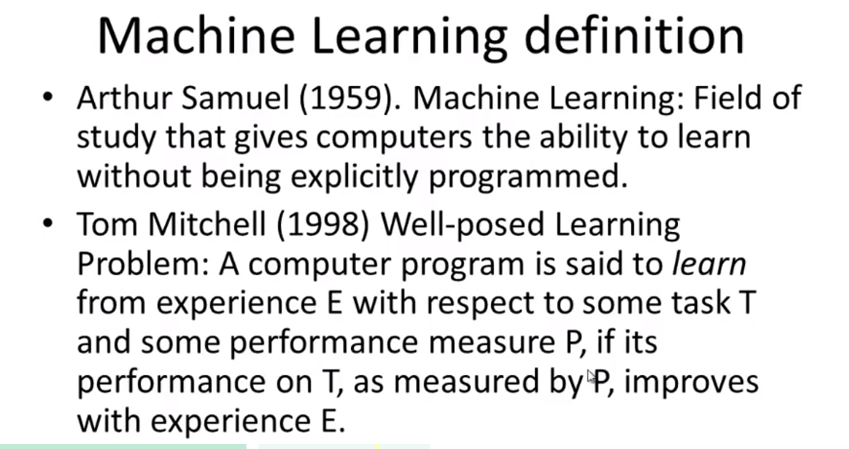 Machine Learning definition
• Arthur Samuel (1959). Machine Learning: Field of
study that gives computers the ability to learn
without being explicitly programmed.
• Tom Mitchell (1998) Well-posed Learning
Problem: A computer program is said to learn
from experience E with respect to some task T
and some performance measure P, if its
performance on T, as measured by P, improves
with experience E.